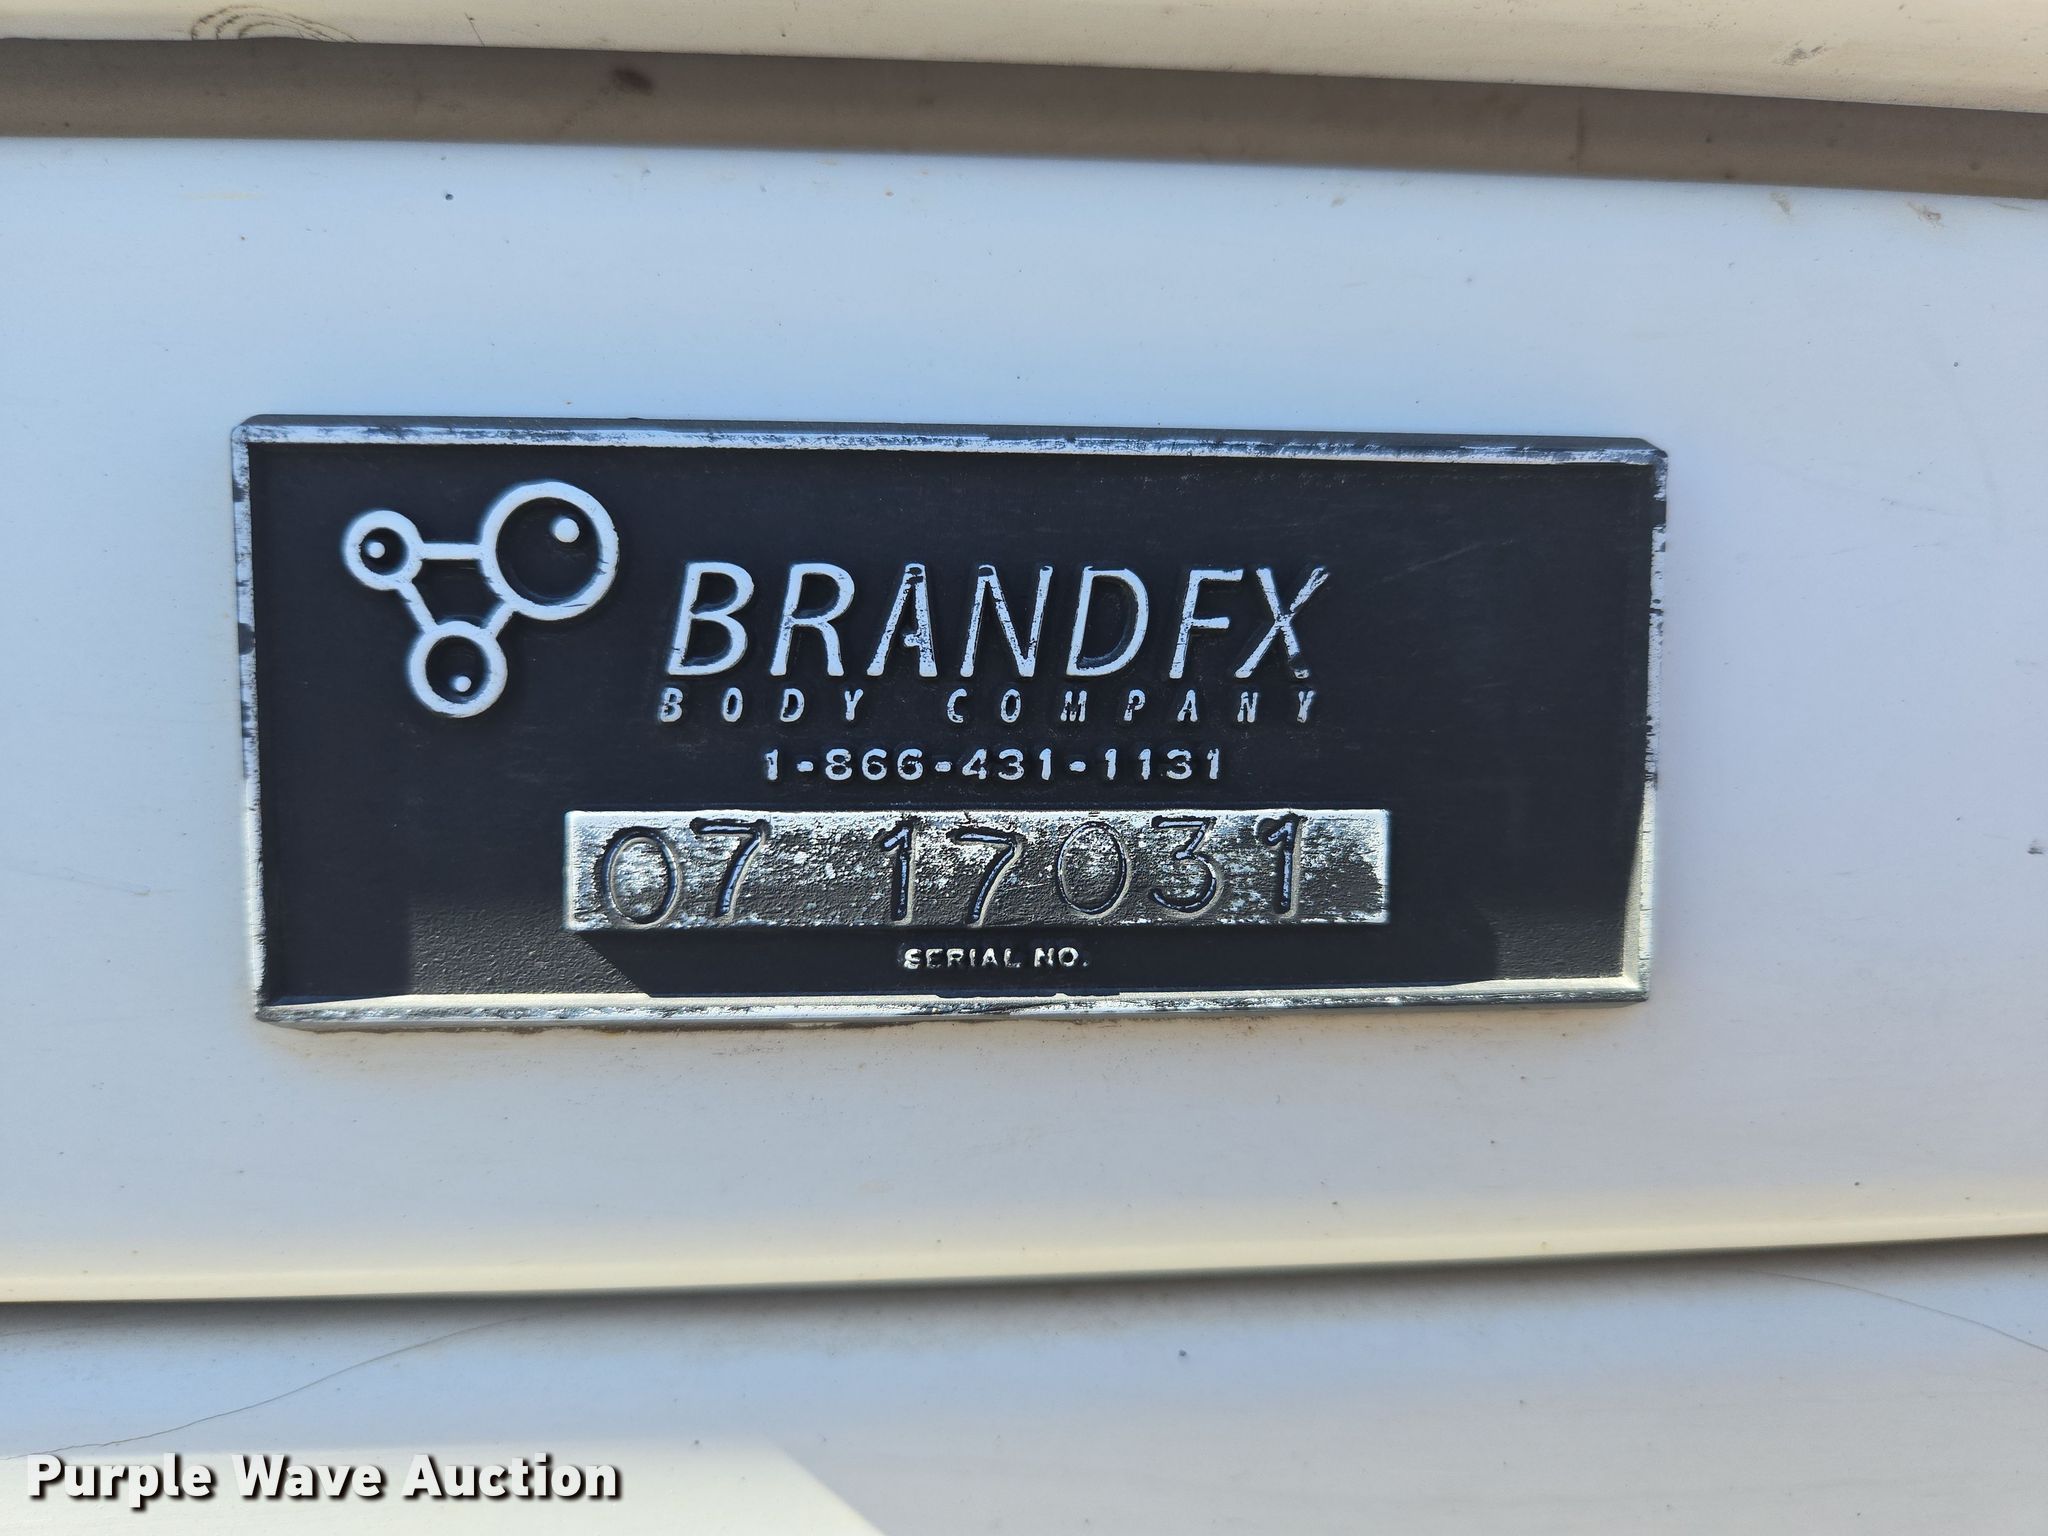 BRANDFX
BODY COMPANY
1-866-431-1131
07 17031
SERIAL NO.
Purple Wave Auction